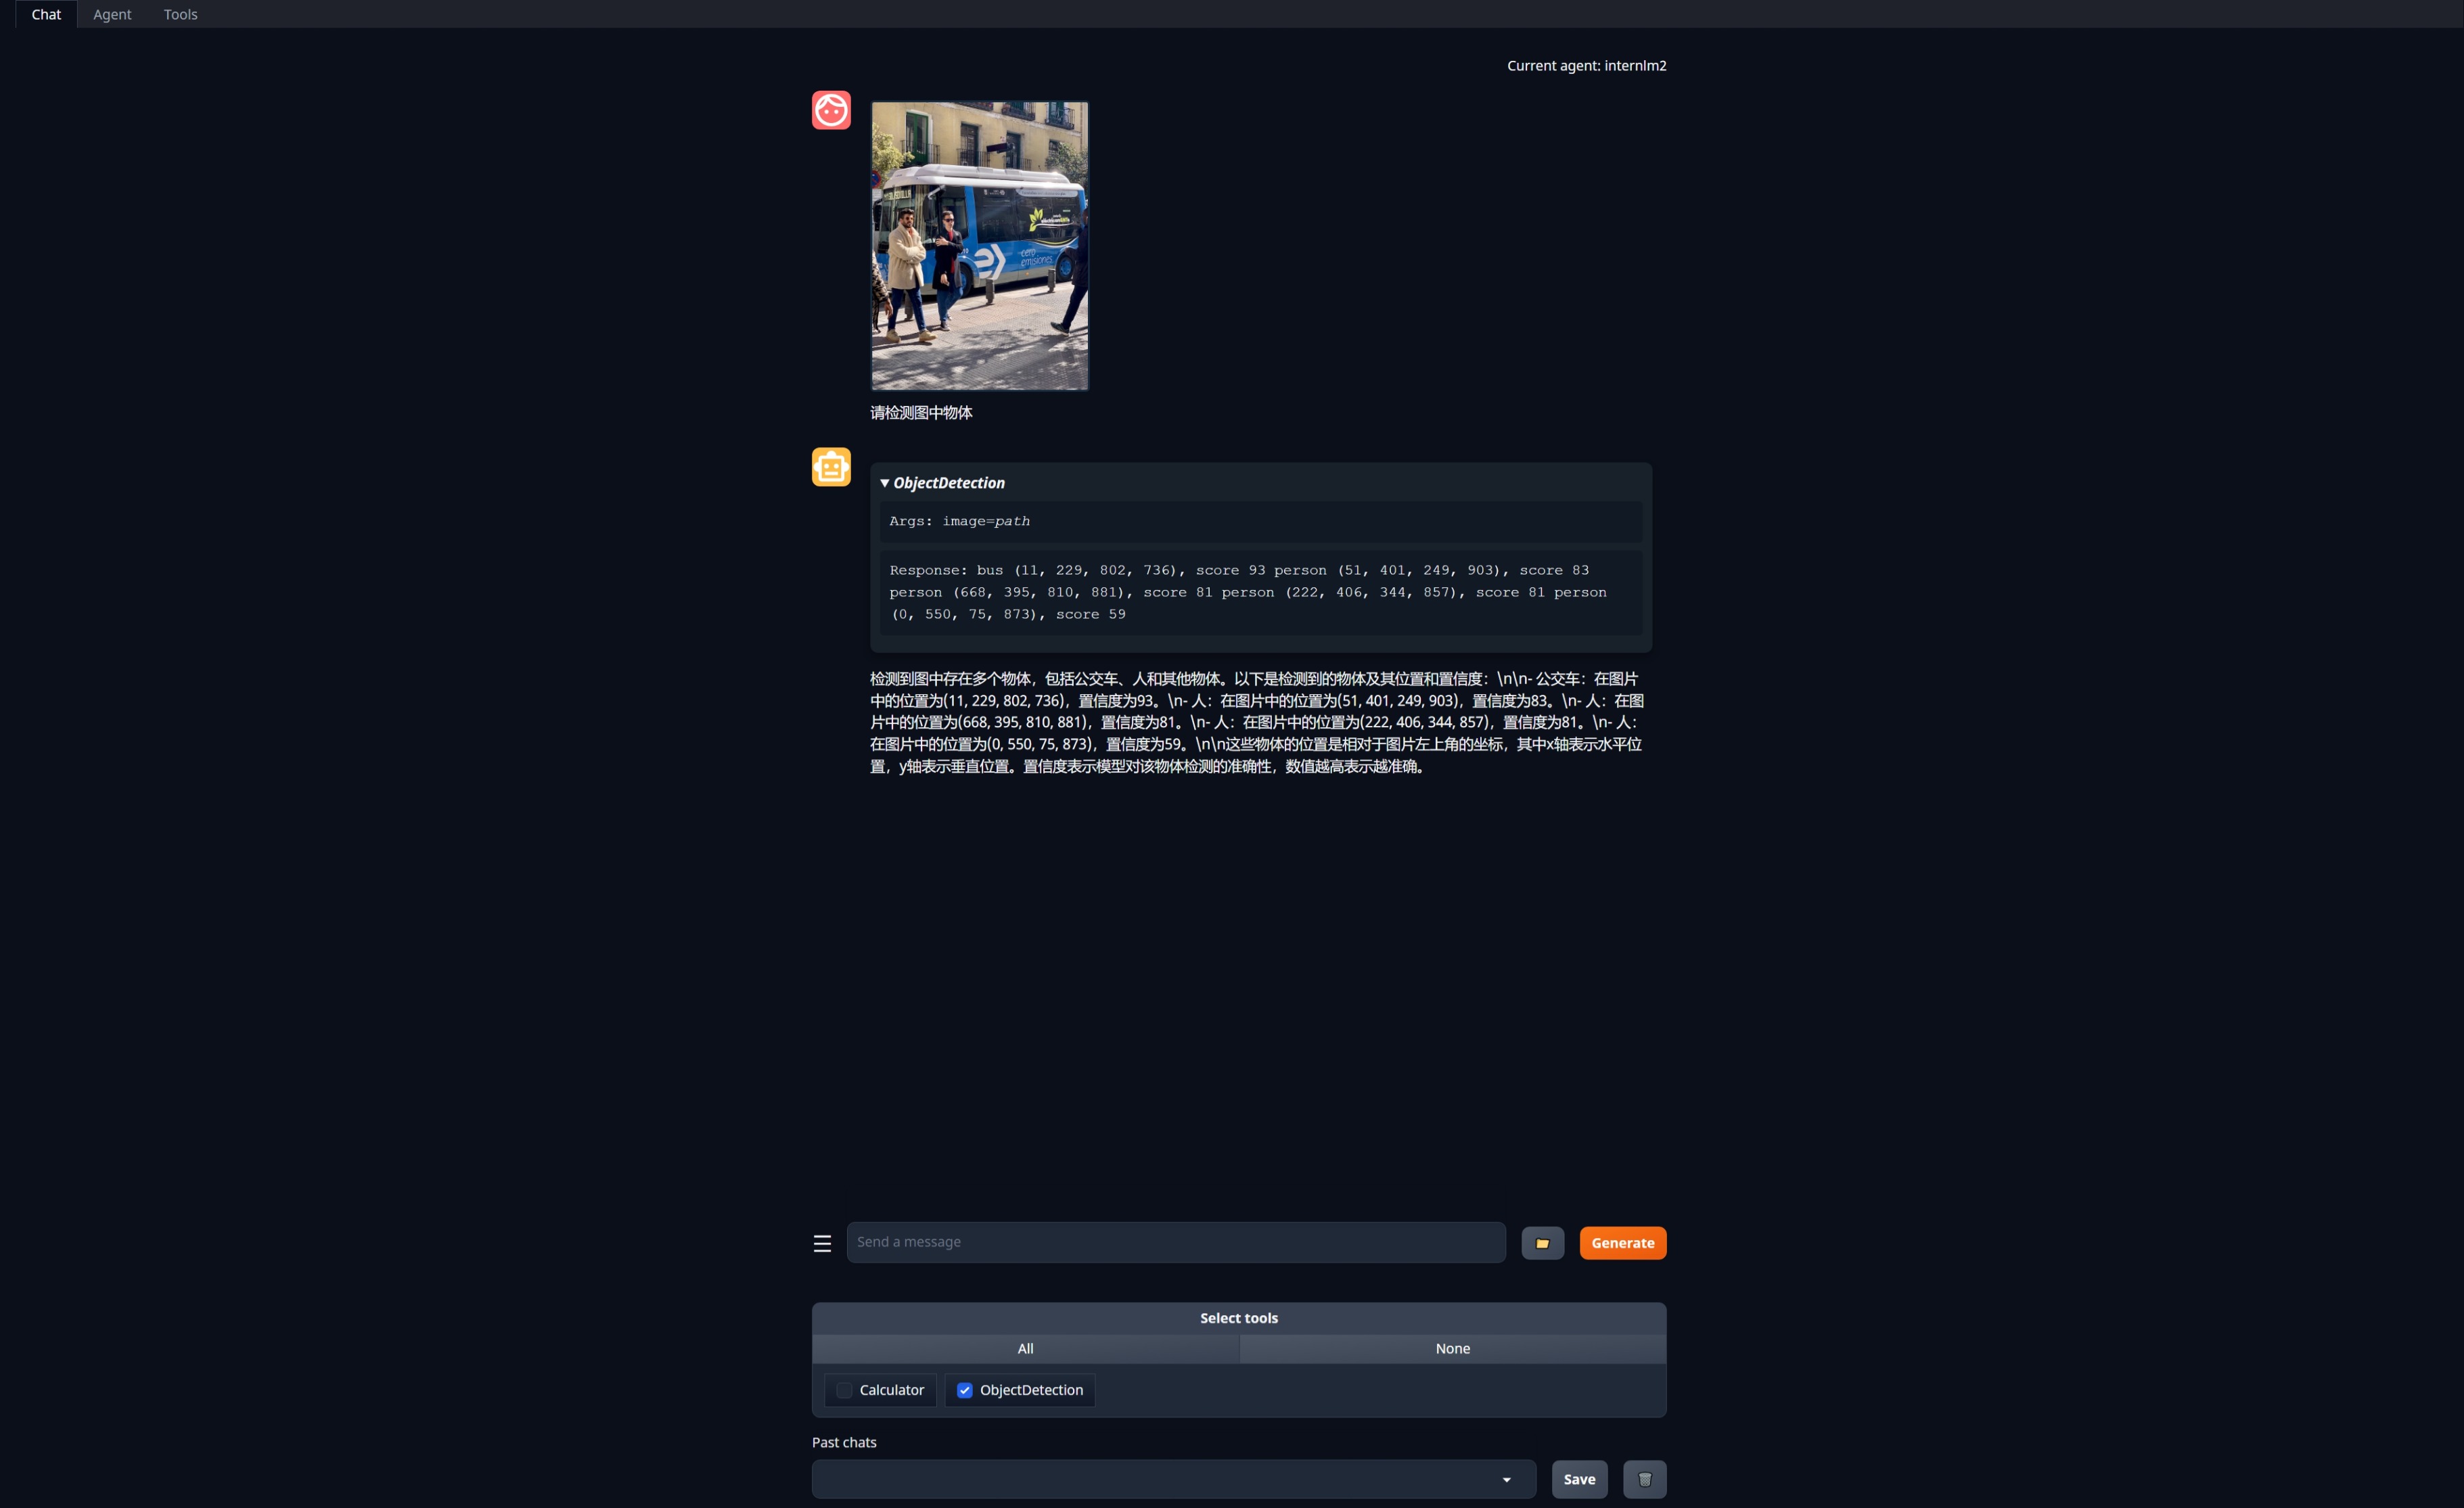 Chat Agent Tools
Current agent: internlm2
cero
emisiones
请检测图中物体
▼ ObjectDetection
Args: image=path
Response: bus (11, 229, 802, 736), score 93 person (51, 401, 249, 903), score 83
person (668, 395, 810, 881), score 81 person (222, 406, 344, 857), score 81 person
(0, 550, 75, 873), score 59
检测到图中存在多个物体，包括公交车、人和其他物体。以下是检测到的物体及其位置和置信度：\n\n- 公交车：在图片
中的位置为(11, 229, 802, 736)，置信度为93。\n- 人：在图片中的位置为(51, 401, 249, 903)，置信度为83。\n- 人：在图
片中的位置为(668, 395, 810, 881)，置信度为81。\n- 人：在图片中的位置为(222, 406, 344, 857)，置信度为81。\n- 人：
在图片中的位置为(0, 550, 75, 873)，置信度为59。\n\n这些物体的位置是相对于图片左上角的坐标，其中x轴表示水平位
置，y轴表示垂直位置。置信度表示模型对该物体检测的准确性，数值越高表示越准确。
Send a message
Generate
Select tools
All None
Calculator ObjectDetection
Past chats
Save